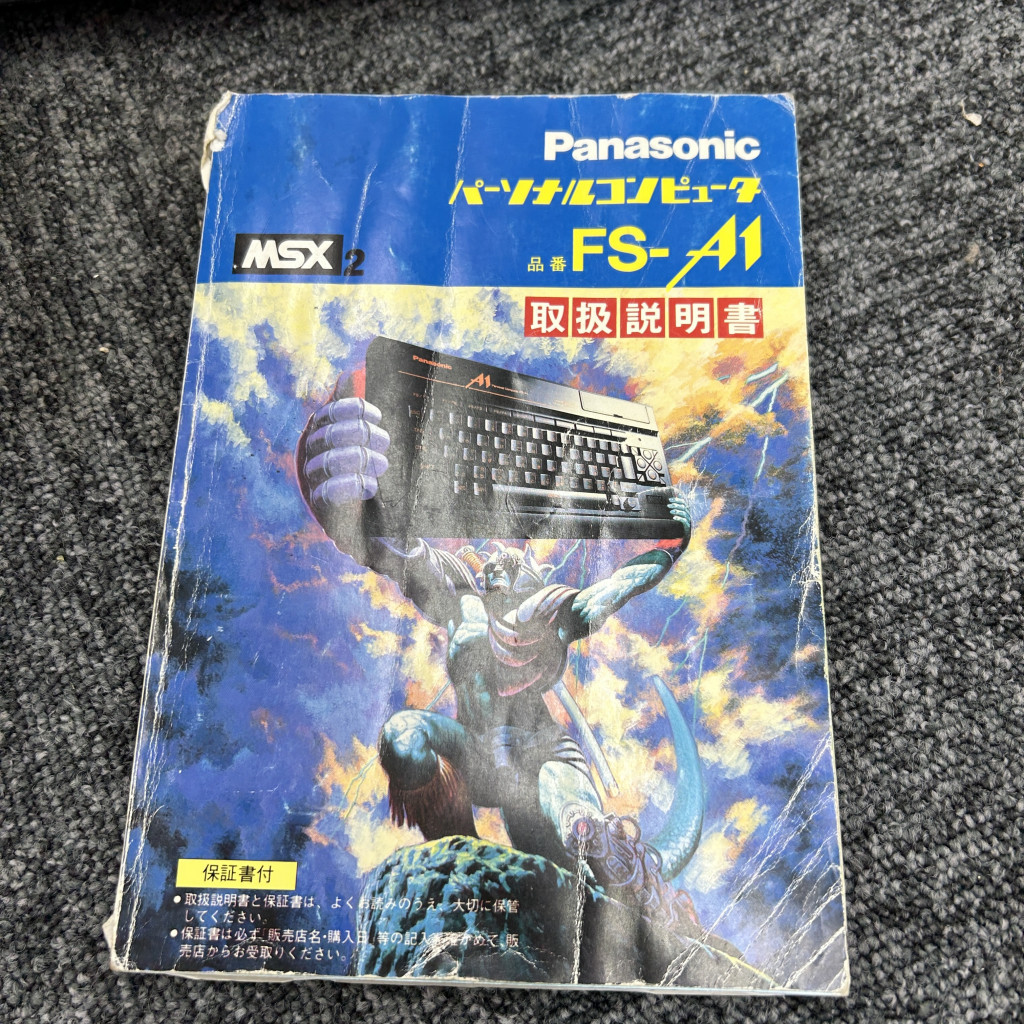 Panasonic
パーソナルコンピュータ
MSX2
品番 FS-A1
取扱説明書
Panasonic
A1
保証書付
●取扱説明書と保証書は、よくお読みのうえ、大切に保管
してください。
●保証書は必ず「販売店名・購入日」等の記入を確かめて、販
売店からお受取りください。